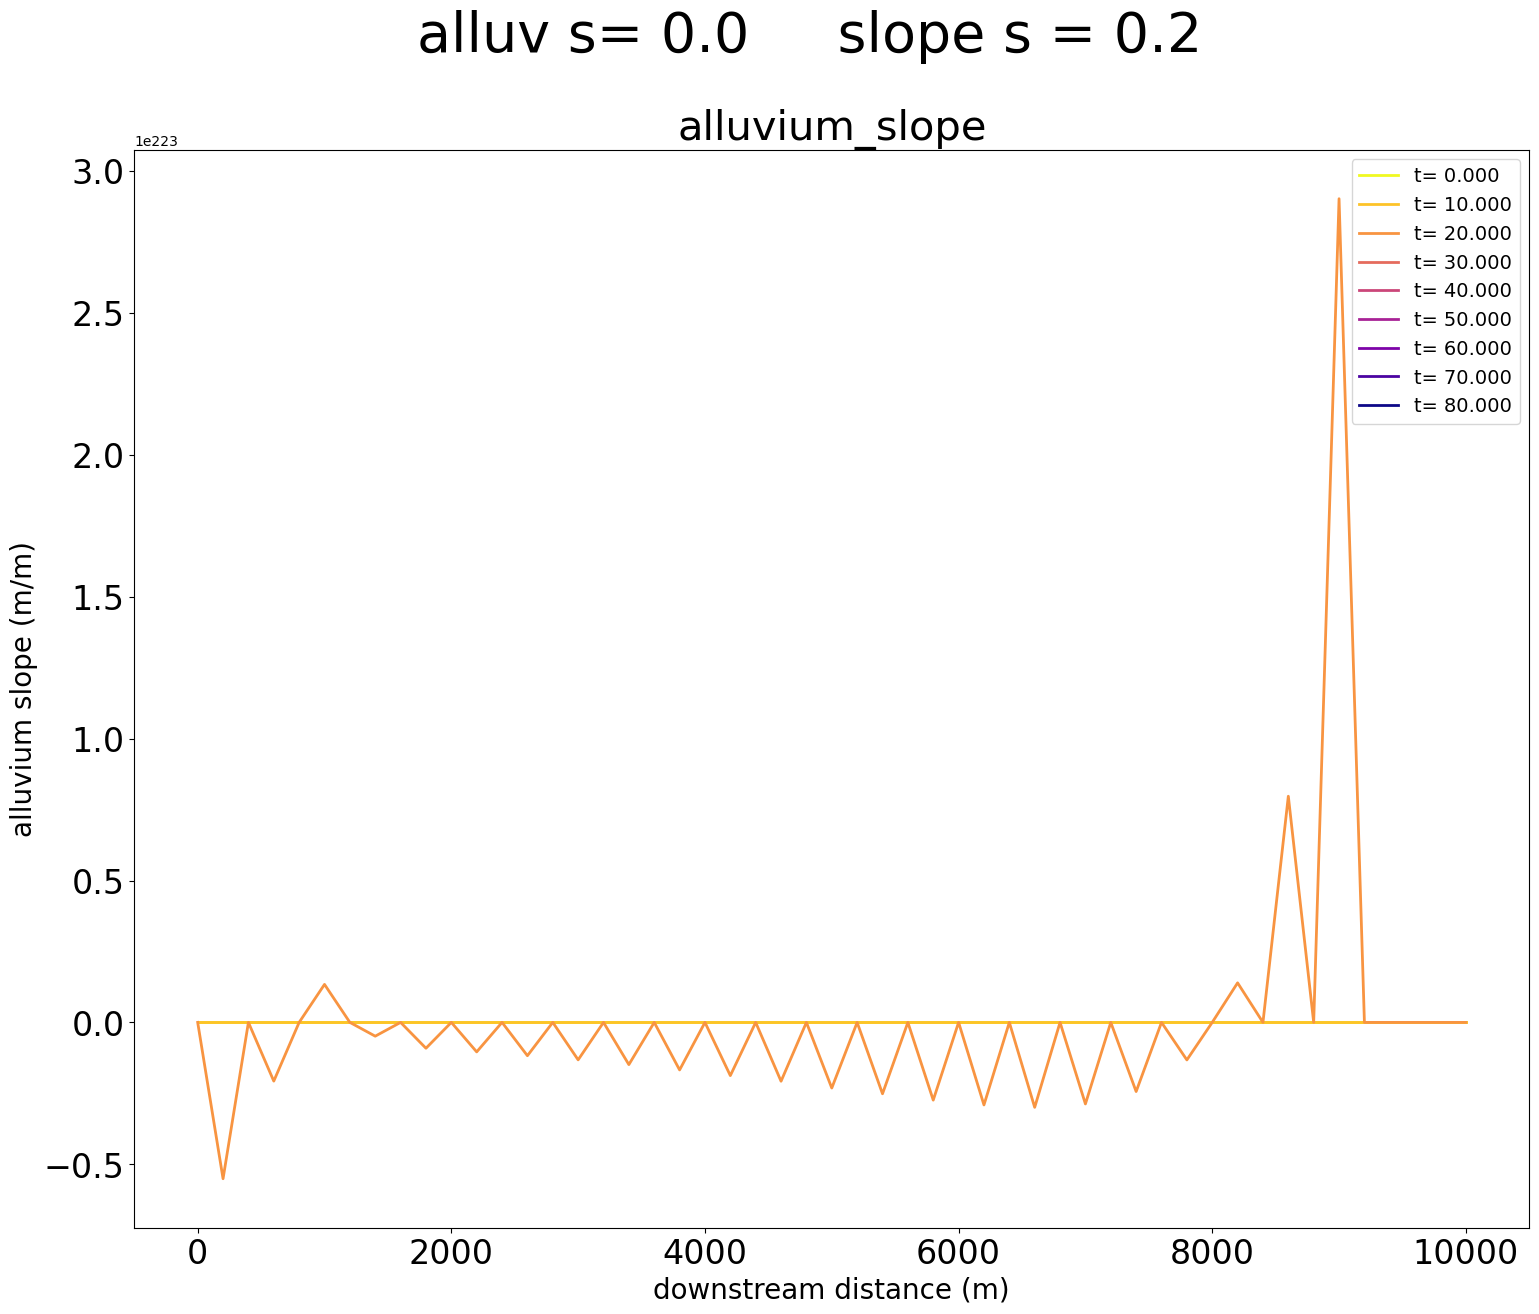 alluv s= 0.0     slope s = 0.2
alluvium_slope
1e223
3.0
2.5
2.0
1.5
1.0
0.5
0.0
−0.5
alluvium slope (m/m)
t= 0.000
t= 10.000
t= 20.000
t= 30.000
t= 40.000
t= 50.000
t= 60.000
t= 70.000
t= 80.000
0 2000 4000 6000 8000 10000
downstream distance (m)